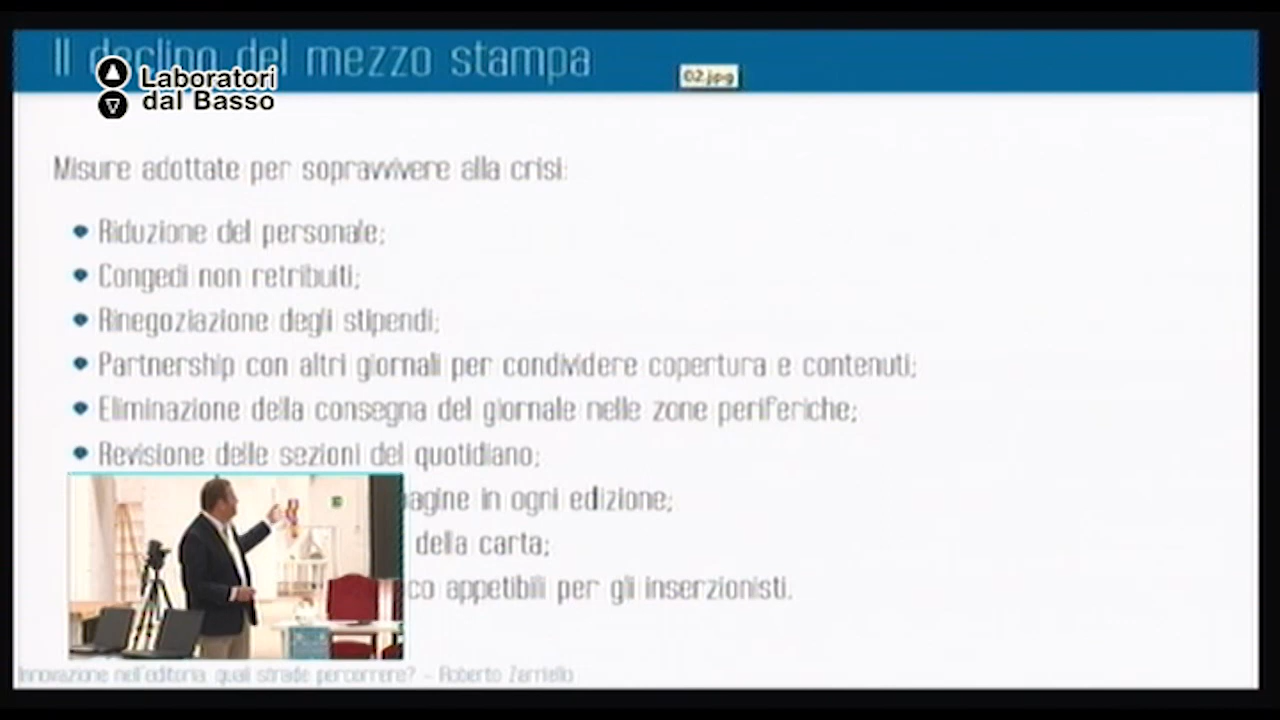 Il declino del mezzo stampa
02.jpg
Laboratori
dal Basso
Misure adottate per sopravvivere alla crisi:
Riduzione del personale;
Congedi non retribuiti;
Rinegoziazione degli stipendi;
Partnership con altri giornali per condividere copertura e contenuti;
Eliminazione della consegna del giornale nelle zone periferiche;
Revisione delle sezioni del quotidiano;
pagine in ogni edizione;
della carta;
co appetibili per gli inserzionisti.
Innovazione nell'editoria: quali strade percorrere? - Roberto Zarriello